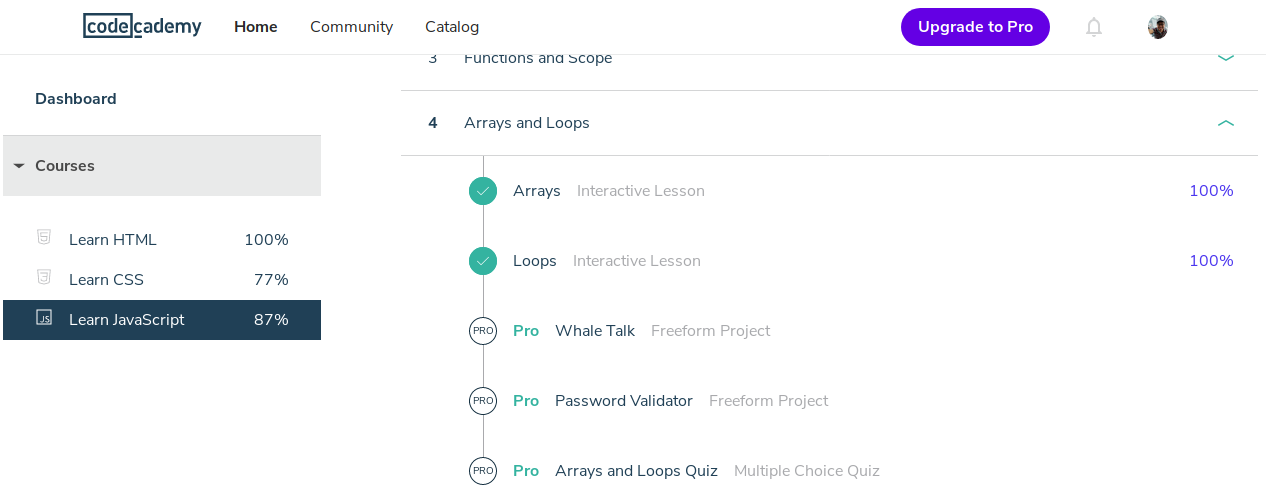 codecademy Home Community Catalog Upgrade to Pro
3 Functions and Scope
Dashboard
4 Arrays and Loops
Courses
Arrays Interactive Lesson 100%
Learn HTML 100%
Loops Interactive Lesson 100%
Learn CSS 77%
JS Learn JavaScript 87%
PRO Pro Whale Talk Freeform Project
PRO Pro Password Validator Freeform Project
PRO Pro Arrays and Loops Quiz Multiple Choice Quiz